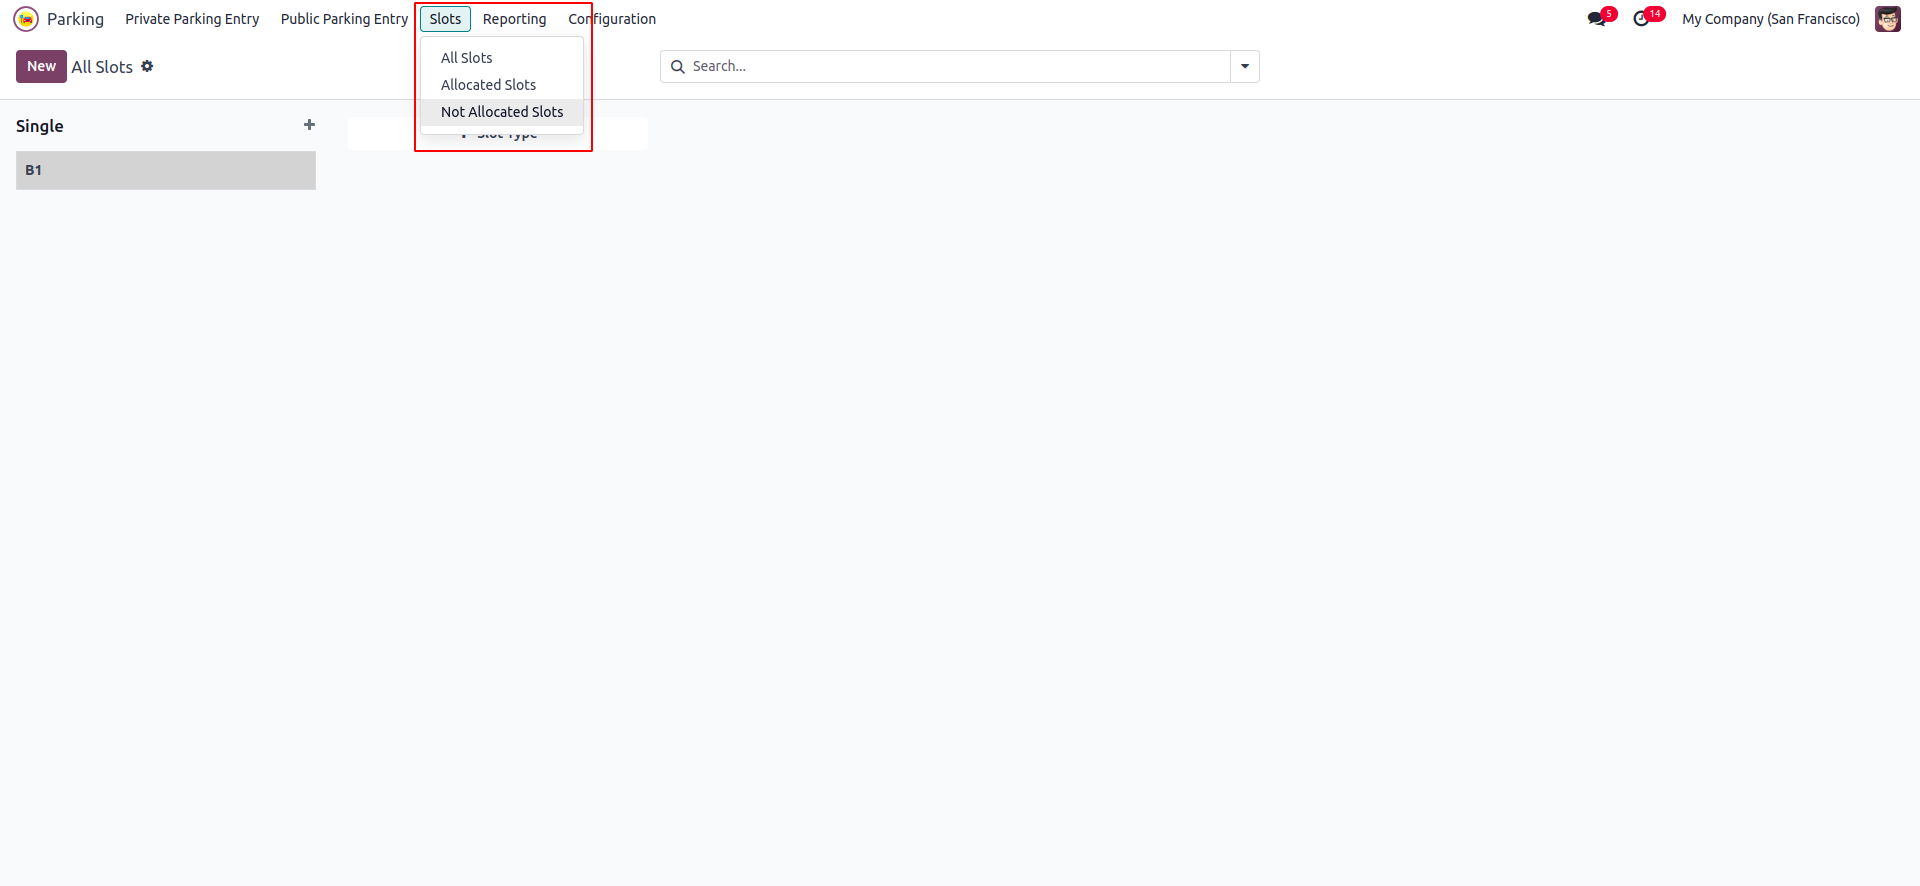 Parking Private Parking Entry Public Parking Entry Slots Reporting Configuration 5 14 My Company (San Francisco)
New All Slots Search...
All Slots
Allocated Slots
Not Allocated Slots
Slot Type
Single
B1